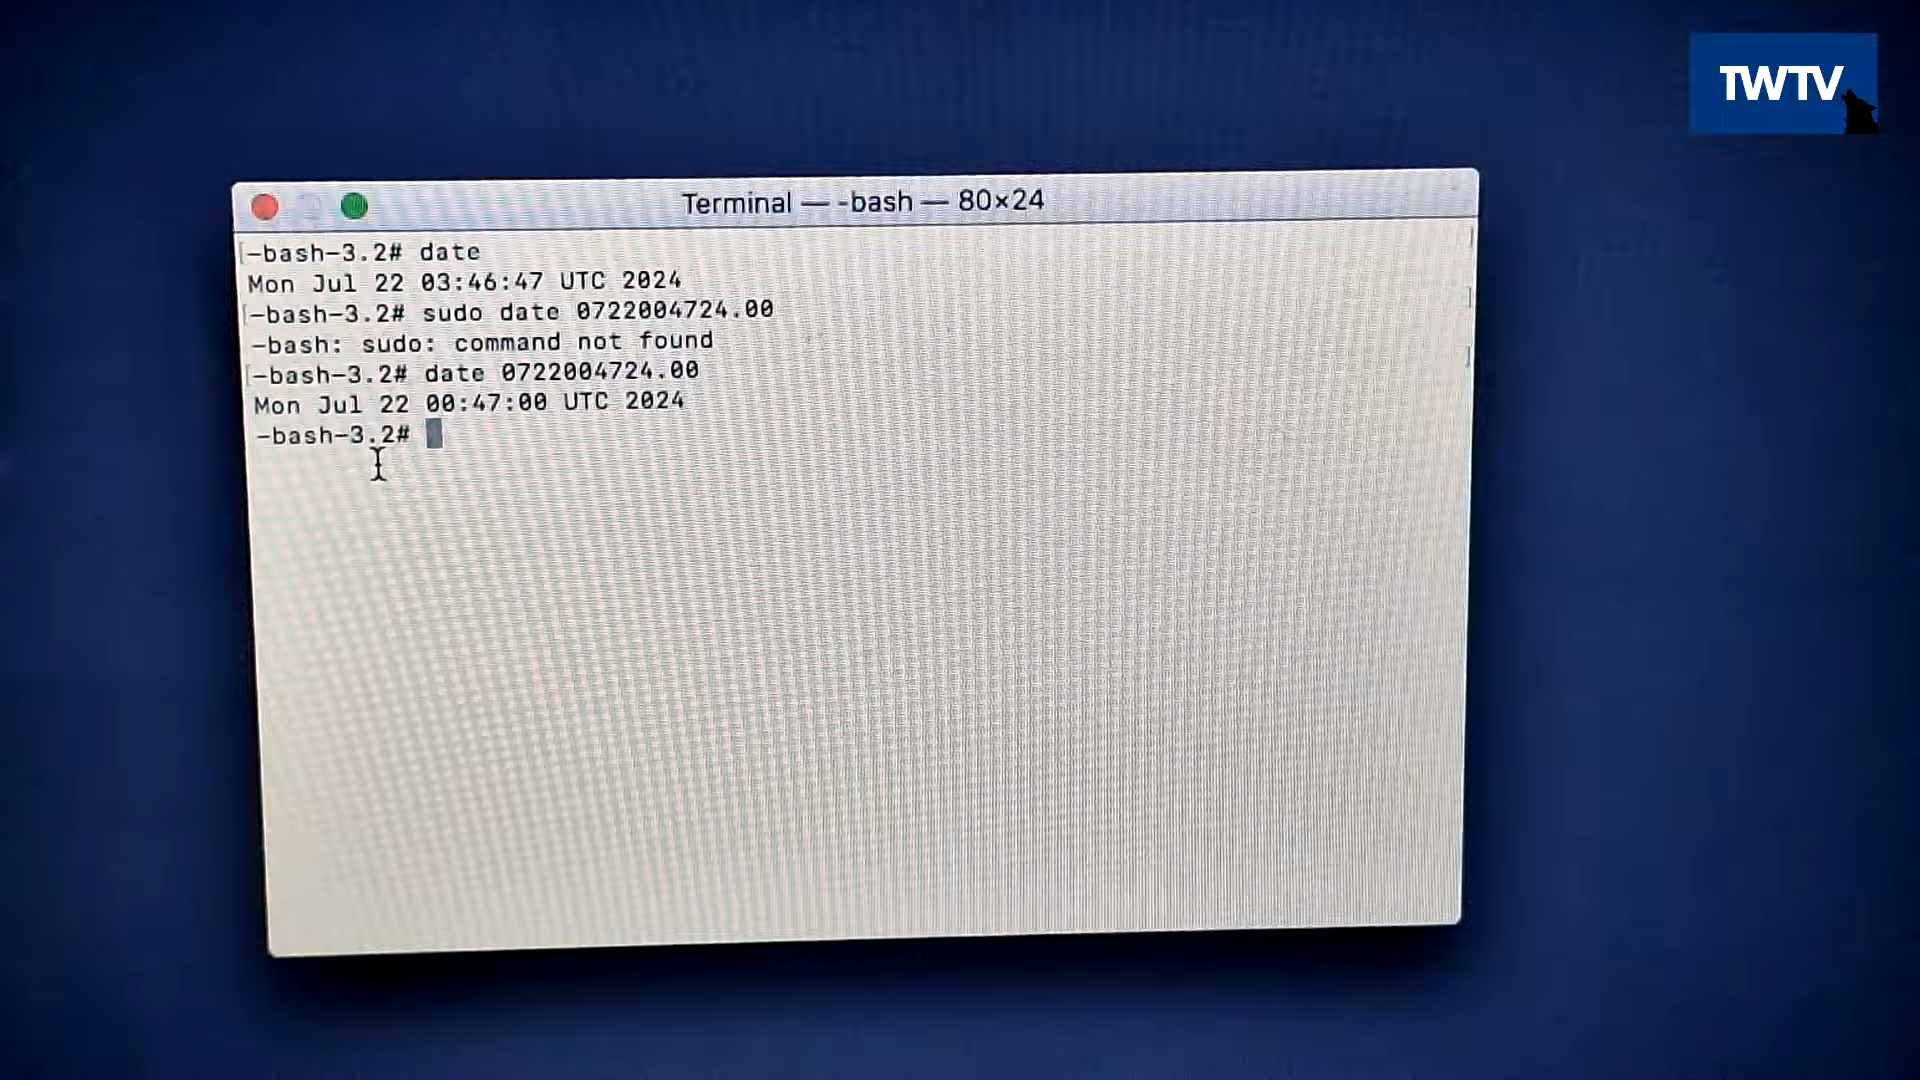 TWTV
Terminal — -bash — 80×24
-bash-3.2# date
Mon Jul 22 03:46:47 UTC 2024
-bash-3.2# sudo date 0722004724.00
-bash: sudo: command not found
-bash-3.2# date 0722004724.00
Mon Jul 22 00:47:00 UTC 2024
-bash-3.2#